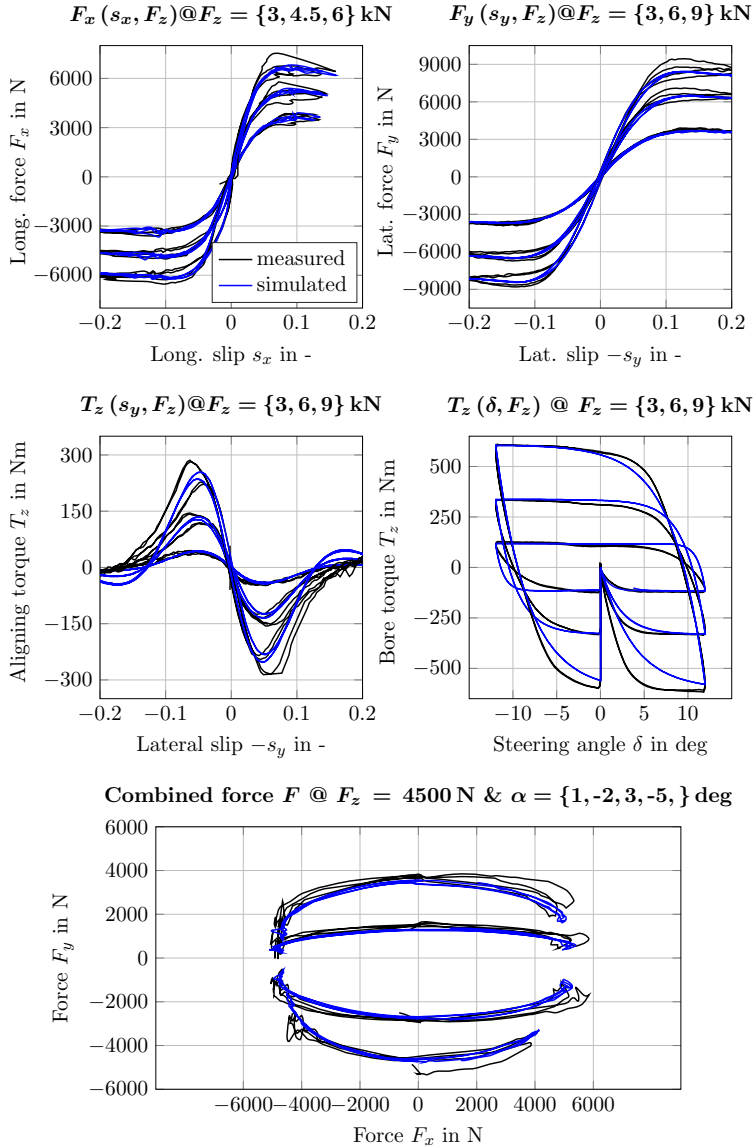 F_x (s_x, F_z)@F_z = {3, 4.5, 6} kN
F_y (s_y, F_z)@F_z = {3, 6, 9} kN
Long. force F_x in N
6000
3000
0
−3000
−6000
measured
simulated
−0.2 −0.1 0 0.1 0.2
Long. slip s_x in -
Lat. force F_y in N
9000
6000
3000
0
−3000
−6000
−9000
−0.2 −0.1 0 0.1 0.2
Lat. slip −s_y in -
T_z (s_y, F_z)@F_z = {3, 6, 9} kN
T_z (δ, F_z) @ F_z = {3, 6, 9} kN
Aligning torque T_z in Nm
300
150
0
−150
−300
−0.2 −0.1 0 0.1 0.2
Lateral slip −s_y in -
Bore torque T_z in Nm
500
250
0
−250
−500
−10 −5 0 5 10
Steering angle δ in deg
Combined force F @ F_z = 4500 N & α = {1, -2, 3, -5, } deg
Force F_y in N
6000
4000
2000
0
−2000
−4000
−6000
−6000 −4000 −2000 0 2000 4000 6000
Force F_x in N